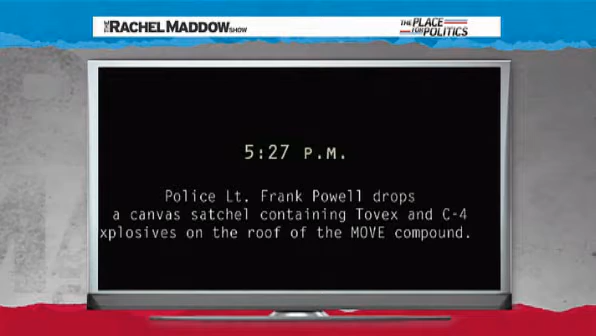 THE RACHEL MADDOW SHOW
THE PLACE FOR POLITICS
5:27 P.M.
Police Lt. Frank Powell drops
a canvas satchel containing Tovex and C-4
xplosives on the roof of the MOVE compound.